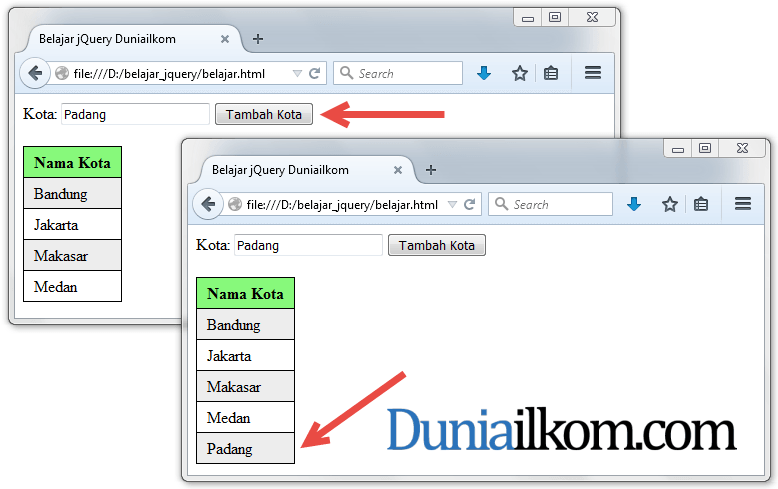 Belajar jQuery Duniailkom
file:///D:/belajar_jquery/belajar.html
Search
Kota: Padang Tambah Kota
Nama Kota
Bandung
Jakarta
Makasar
Medan
Belajar jQuery Duniailkom
file:///D:/belajar_jquery/belajar.html
Search
Kota: Padang Tambah Kota
Nama Kota
Bandung
Jakarta
Makasar
Medan
Padang
Duniailkom.com